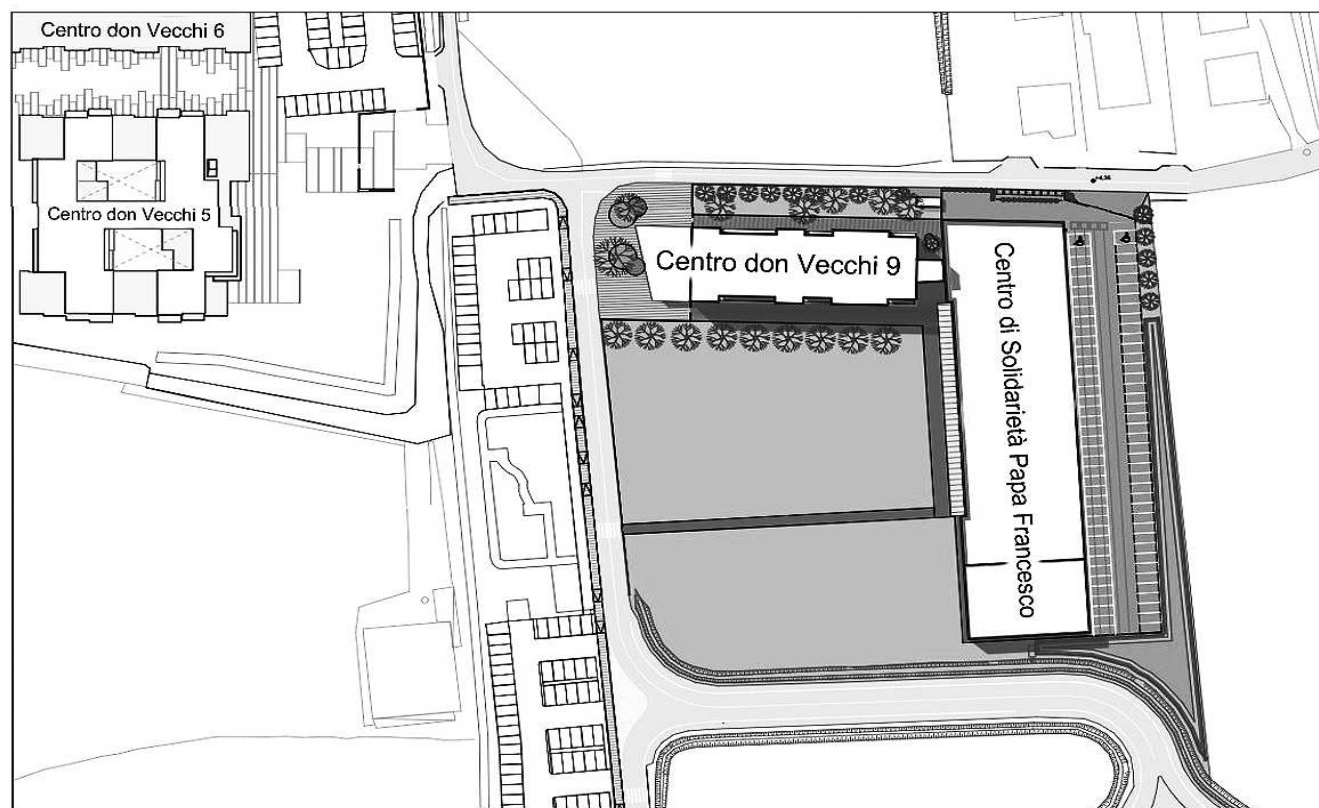 Centro don Vecchi 6
Centro don Vecchi 5
Centro don Vecchi 9
Centro di Solidarietà Papa Francesco